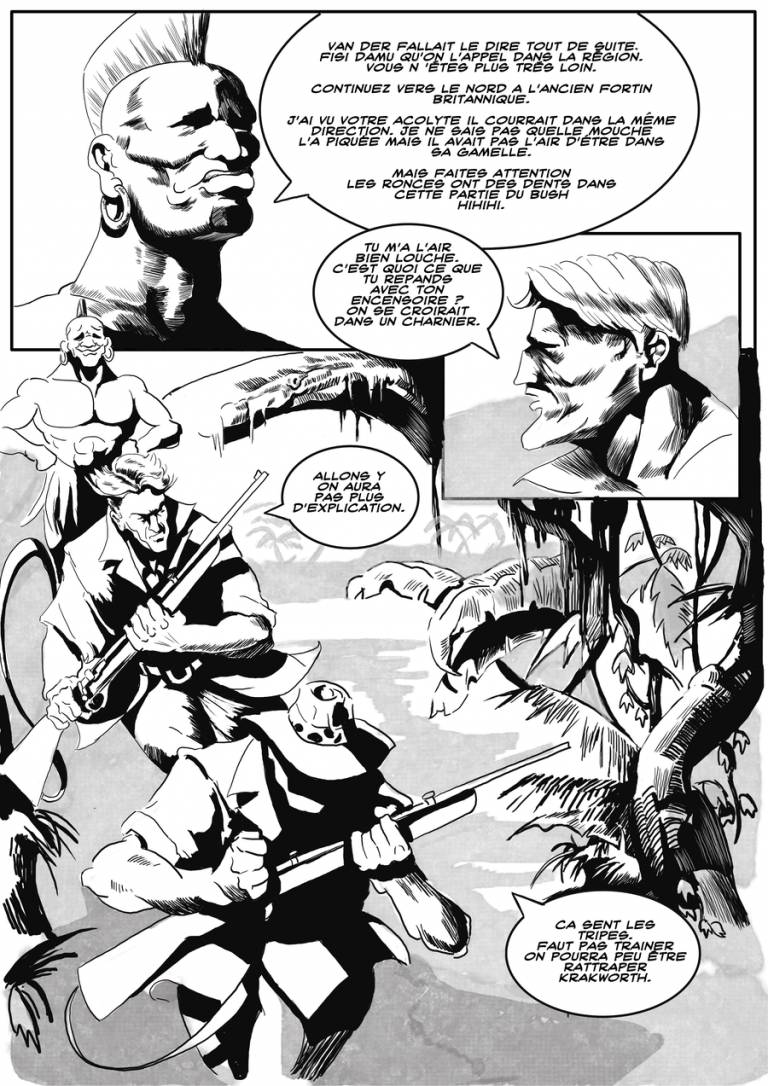 VAN DER FALLAIT LE DIRE TOUT DE SUITE.
FISI DAMU QU'ON L'APPEL DANS LA RÉGION.
VOUS N 'ÊTES PLUS TRÈS LOIN.
CONTINUEZ VERS LE NORD A L'ANCIEN FORTIN
BRITANNIQUE.
J'AI VU VOTRE ACOLYTE IL COURRAIT DANS LA MÊME
DIRECTION. JE NE SAIS PAS QUELLE MOUCHE
L'A PIQUÉE MAIS IL AVAIT PAS L'AIR D'ÊTRE DANS
SA GAMELLE.
MAIS FAITES ATTENTION
LES RONCES ONT DES DENTS DANS
CETTE PARTIE DU BUSH
HIHIHI.
TU M'A L'AIR
BIEN LOUCHE.
C'EST QUOI CE QUE
TU REPANDS
AVEC TON
ENCENSOIRE ?
ON SE CROIRAIT
DANS UN CHARNIER.
ALLONS Y
ON AURA
PAS PLUS
D'EXPLICATION.
CA SENT LES
TRIPES.
FAUT PAS TRAINER
ON POURRA PEU ÊTRE
RATTRAPER
KRAKWORTH.